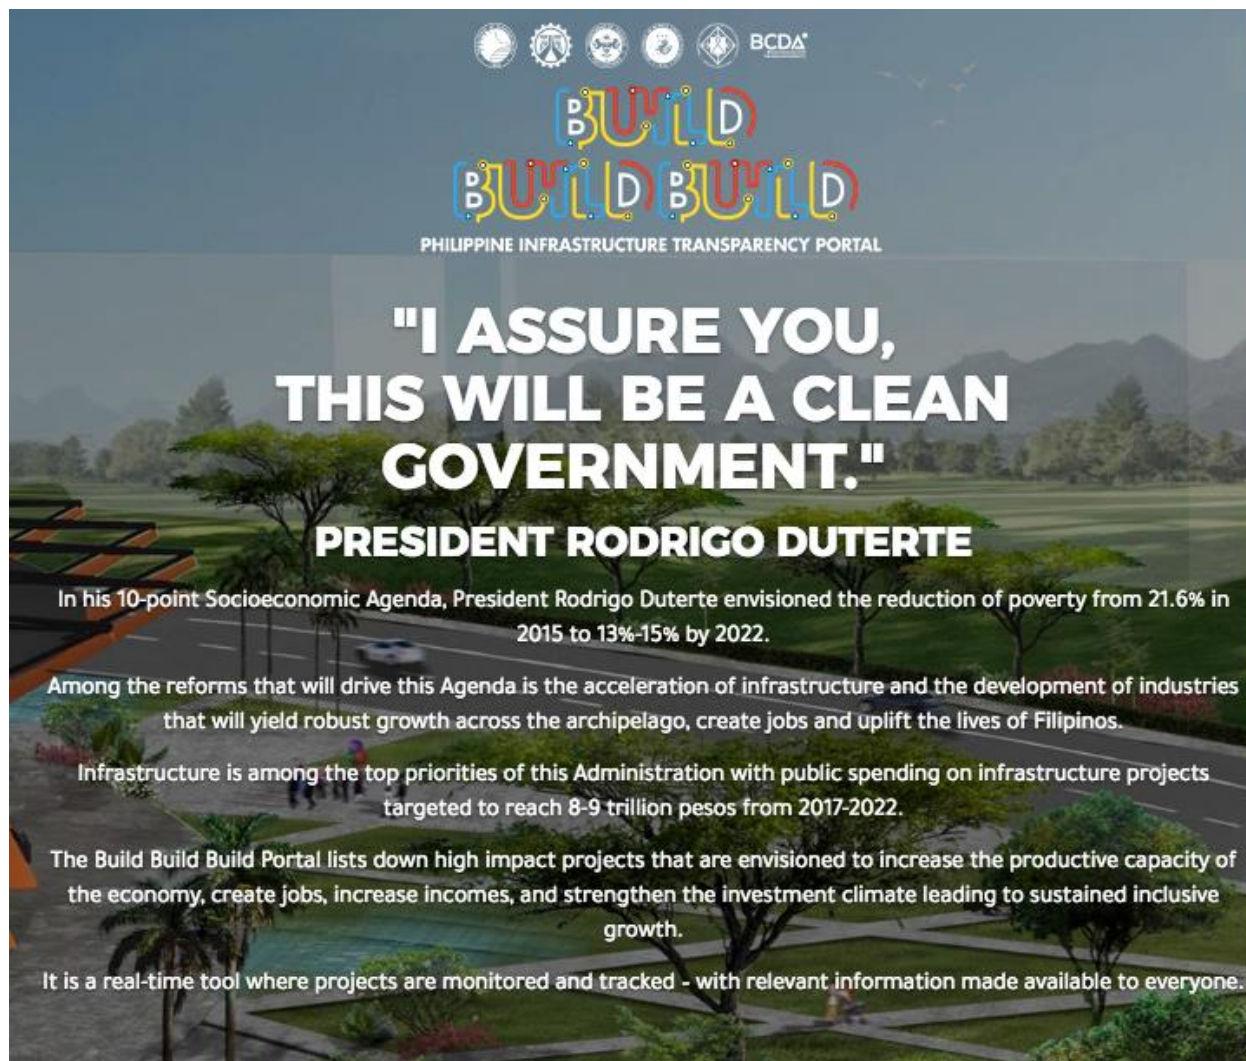 BCDA
BUILD
BUILD BUILD
PHILIPPINE INFRASTRUCTURE TRANSPARENCY PORTAL
"I ASSURE YOU,
THIS WILL BE A CLEAN
GOVERNMENT."
PRESIDENT RODRIGO DUTERTE
In his 10-point Socioeconomic Agenda, President Rodrigo Duterte envisioned the reduction of poverty from 21.6% in
2015 to 13%-15% by 2022.
Among the reforms that will drive this Agenda is the acceleration of infrastructure and the development of industries
that will yield robust growth across the archipelago, create jobs and uplift the lives of Filipinos.
Infrastructure is among the top priorities of this Administration with public spending on infrastructure projects
targeted to reach 8-9 trillion pesos from 2017-2022.
The Build Build Build Portal lists down high impact projects that are envisioned to increase the productive capacity of
the economy, create jobs, increase incomes, and strengthen the investment climate leading to sustained inclusive
growth.
It is a real-time tool where projects are monitored and tracked - with relevant information made available to everyone.